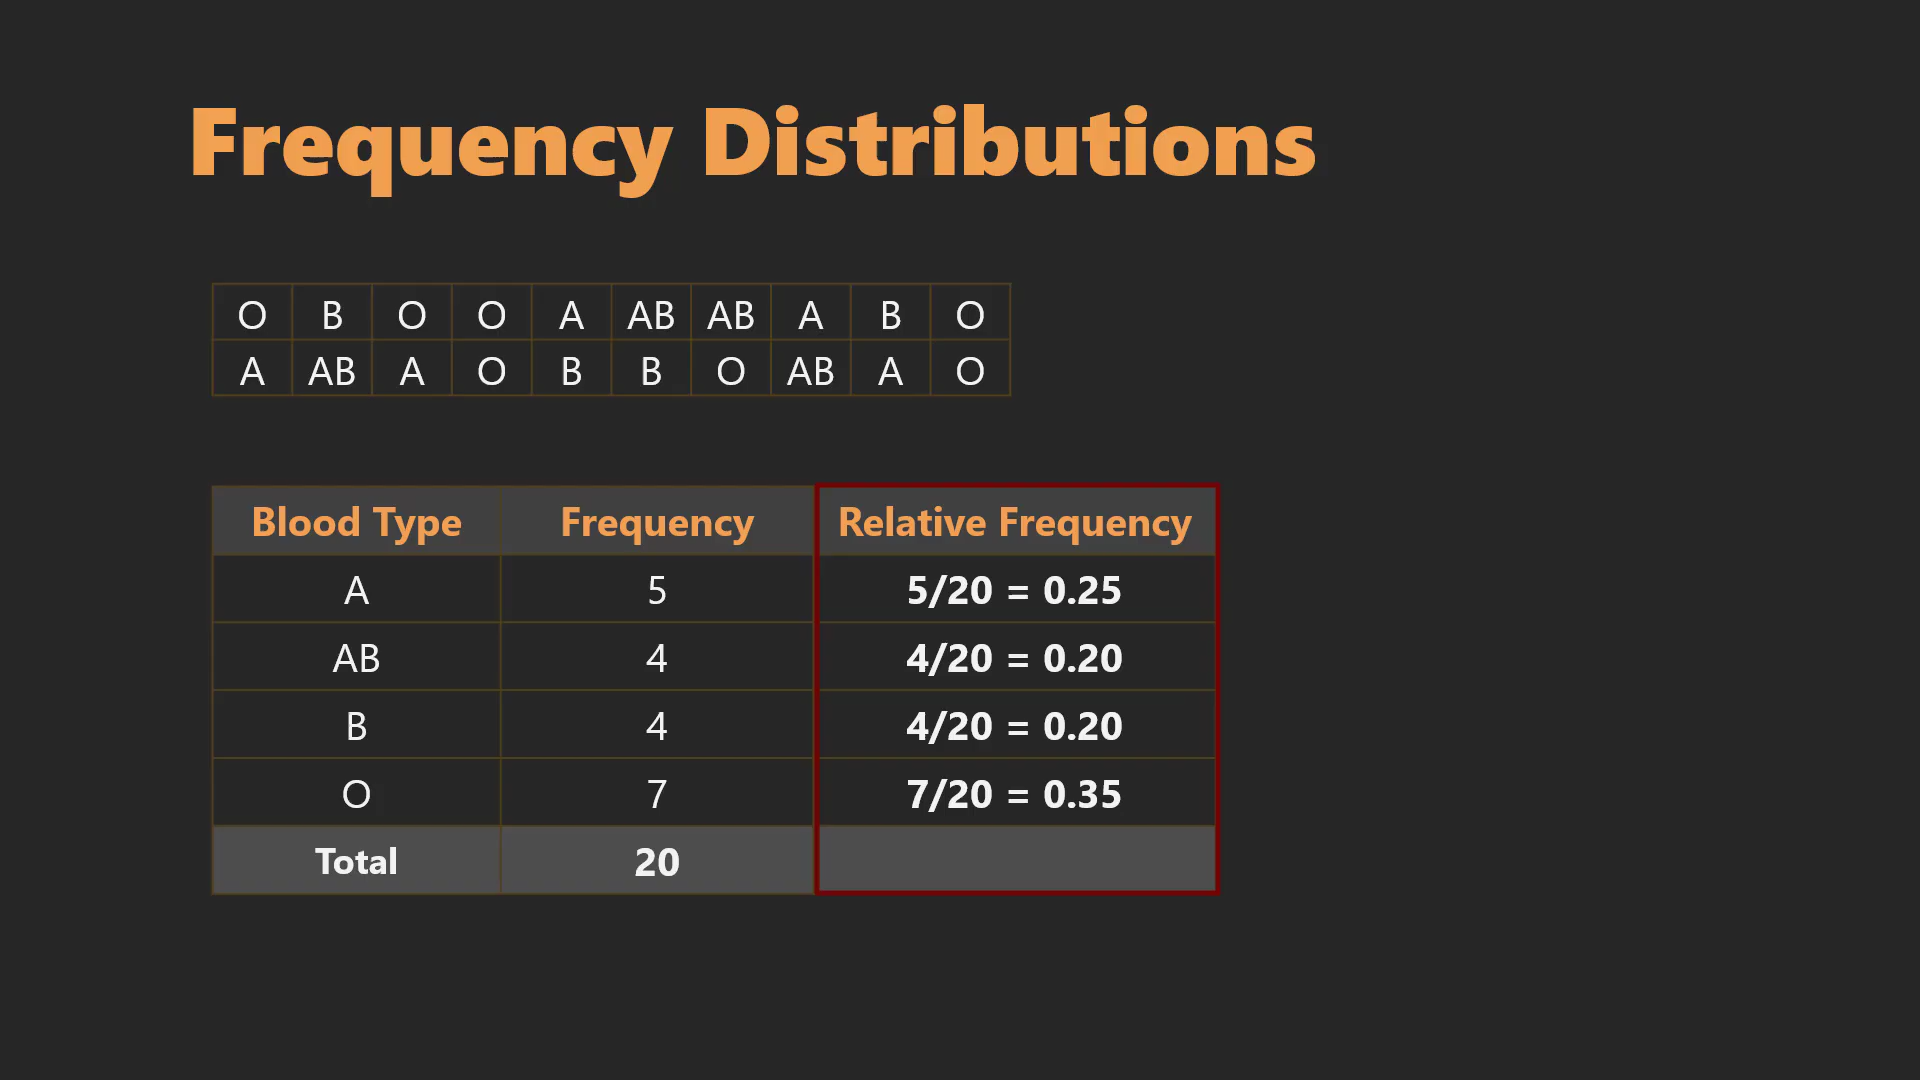 Frequency Distributions
O B O O A AB AB A B O
A AB A O B B O AB A O
Blood Type Frequency Relative Frequency
A 5 5/20 = 0.25
AB 4 4/20 = 0.20
B 4 4/20 = 0.20
O 7 7/20 = 0.35
Total 20